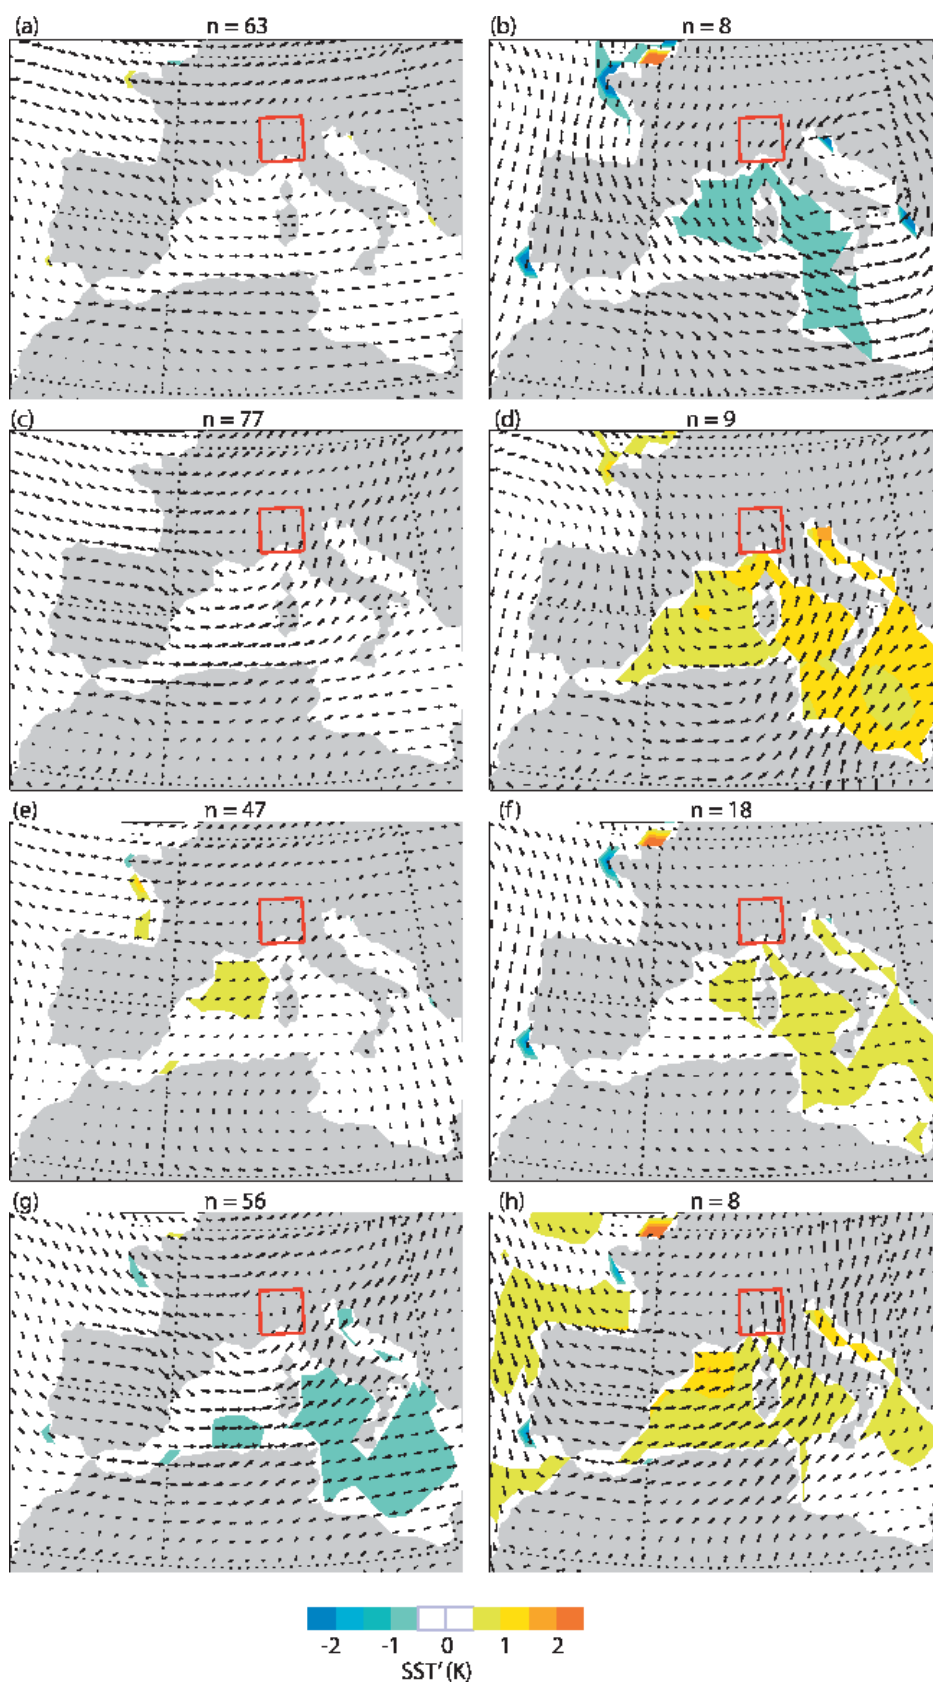 (a) n = 63
(b) n = 8
(c) n = 77
(d) n = 9
(e) n = 47
(f) n = 18
(g) n = 56
(h) n = 8
-2 -1 0 1 2
SST' (K)